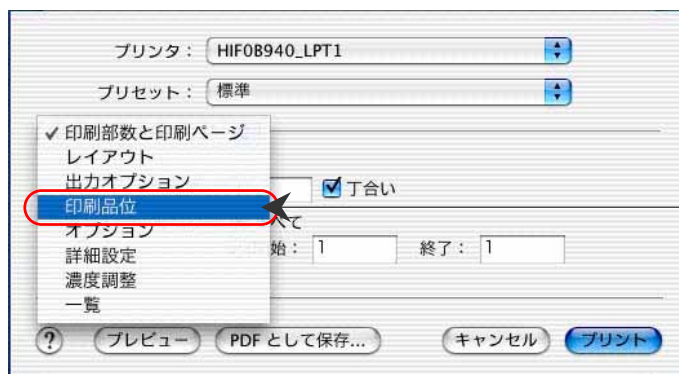 プリンタ： HIF0B940_LPT1
プリセット： 標準
✓ 印刷部数と印刷ページ
レイアウト
出力オプション
丁合い
印刷品位
べて
オプション
始： 1 終了： 1
詳細設定
濃度調整
一覧
? プレビュー PDF として保存... キャンセル プリント